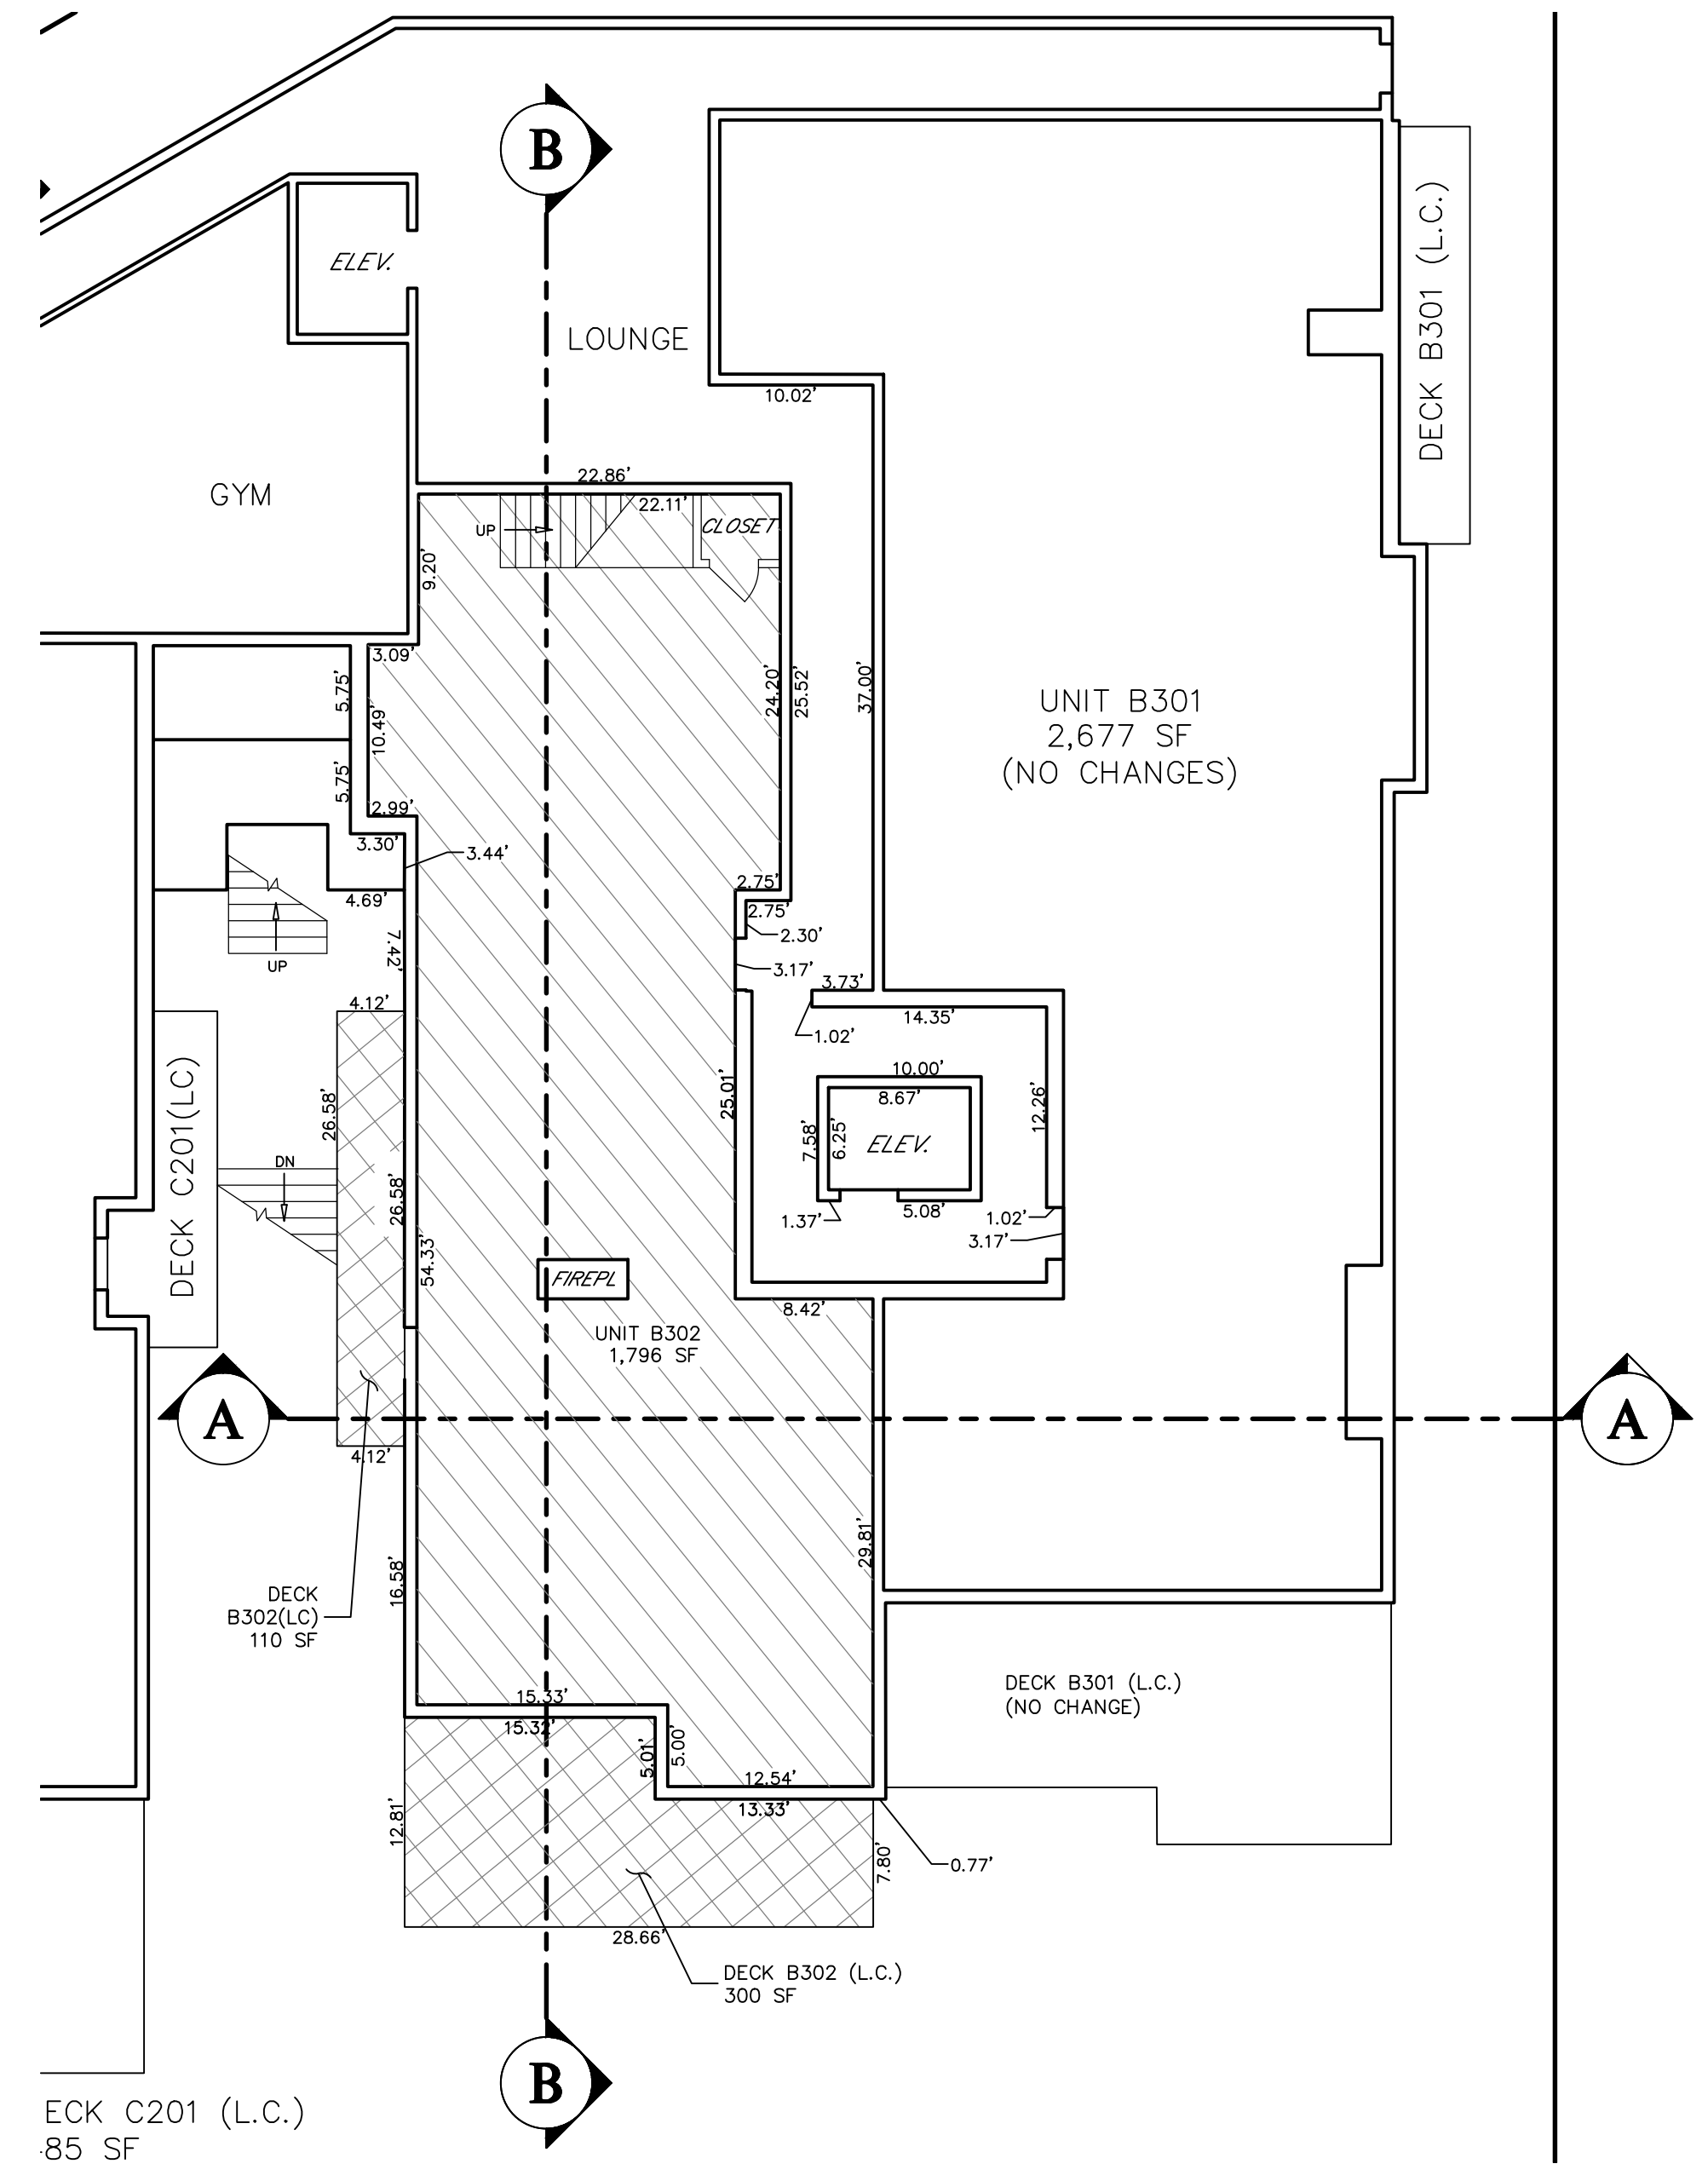 B
ELEV.
LOUNGE
DECK B301 (L.C.)
10.02'
GYM
22.86'
22.11'
UP
CLOSET
9.20'
3.09'
5.75'
10.49'
24.20'
25.52'
37.00'
UNIT B301
2,677 SF
(NO CHANGES)
5.75'
2.99'
3.30'
3.44'
4.69'
2.75'
2.75'
2.30'
7.42'
UP
3.17'
3.73'
4.12'
14.35'
1.02'
DECK C201(LC)
26.58'
25.01'
10.00'
8.67'
7.58'
6.25'
ELEV.
12.26'
DN
26.58'
54.33'
1.37'
5.08'
1.02'
3.17'
FIREPL
8.42'
UNIT B302
1,796 SF
A
A
4.12'
29.81'
16.58'
DECK
B302(LC)
110 SF
DECK B301 (L.C.)
(NO CHANGE)
15.33'
15.32'
5.01'
5.00'
12.54'
13.33'
12.81'
7.80'
0.77'
28.66'
DECK B302 (L.C.)
300 SF
B
ECK C201 (L.C.)
85 SF